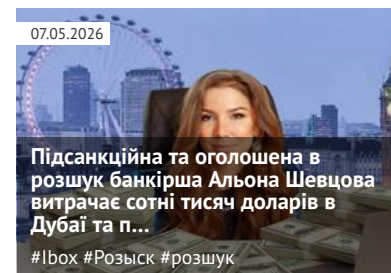 07.05.2026
Підсанкційна та оголошена в
розшук банкірша Альона Шевцова
витрачає сотні тисяч доларів в
Дубаї та п...
#Ibox #Розыск #розшук